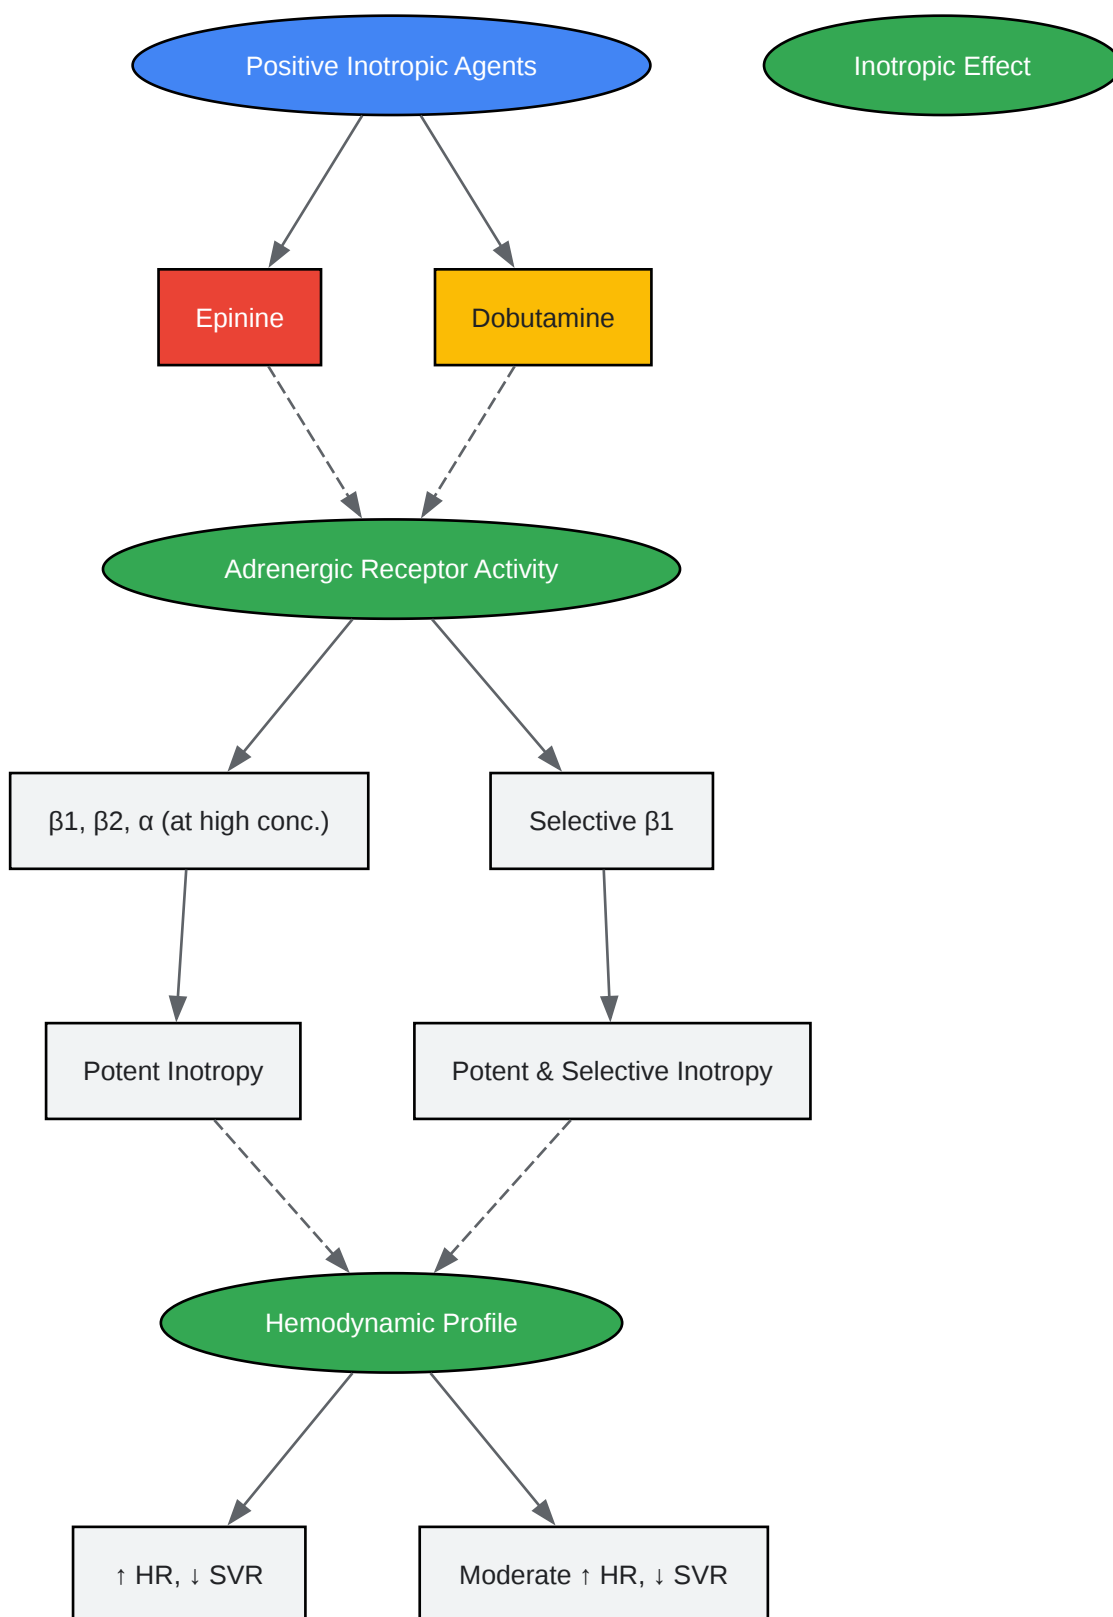 Positive Inotropic Agents
Inotropic Effect
Epinine
Dobutamine
Adrenergic Receptor Activity
β1, β2, α (at high conc.)
Selective β1
Potent Inotropy
Potent & Selective Inotropy
Hemodynamic Profile
↑ HR, ↓ SVR
Moderate ↑ HR, ↓ SVR